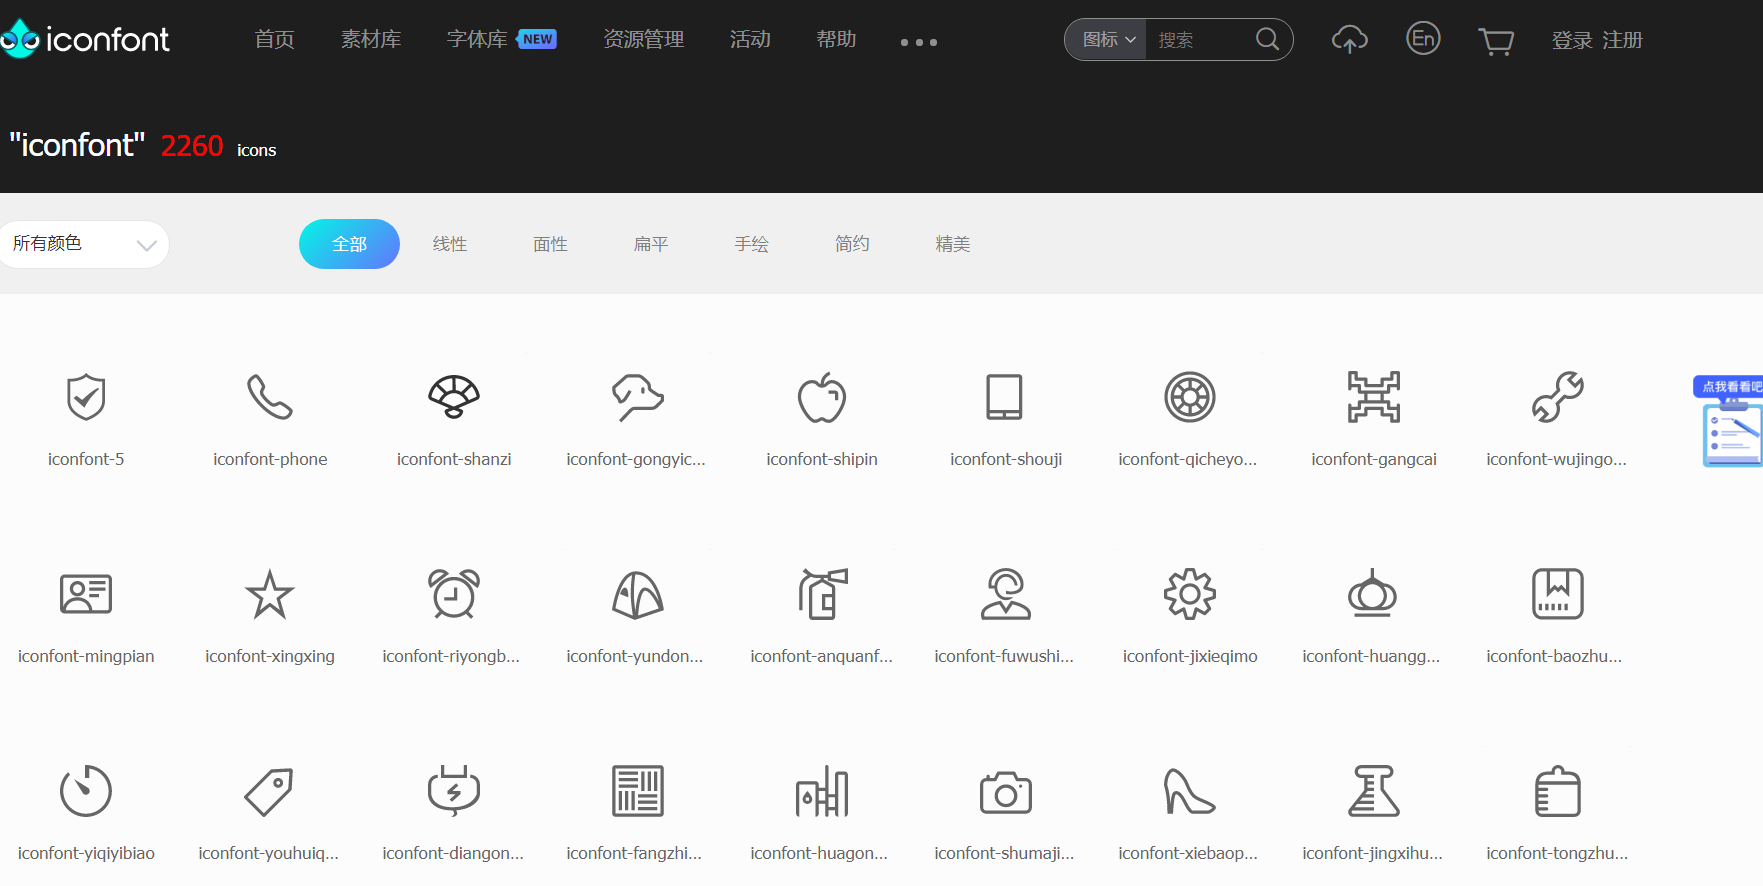 iconfont 首页 素材库 字体库 NEW 资源管理 活动 帮助 图标 搜索 En 登录 注册
"iconfont" 2260 icons
所有颜色 全部 线性 面性 扁平 手绘 简约 精美
点我看看吧
iconfont-5 iconfont-phone iconfont-shanzi iconfont-gongyic... iconfont-shipin iconfont-shouji iconfont-qicheyo... iconfont-gangcai iconfont-wujingo...
iconfont-mingpian iconfont-xingxing iconfont-riyongb... iconfont-yundon... iconfont-anquanf... iconfont-fuwushi... iconfont-jixieqimo iconfont-huangg... iconfont-baozhu...
iconfont-yiqiyibiao iconfont-youhuiq... iconfont-diangon... iconfont-fangzhi... iconfont-huagon... iconfont-shumaji... iconfont-xiebaop... iconfont-jingxihu... iconfont-tongzhu...